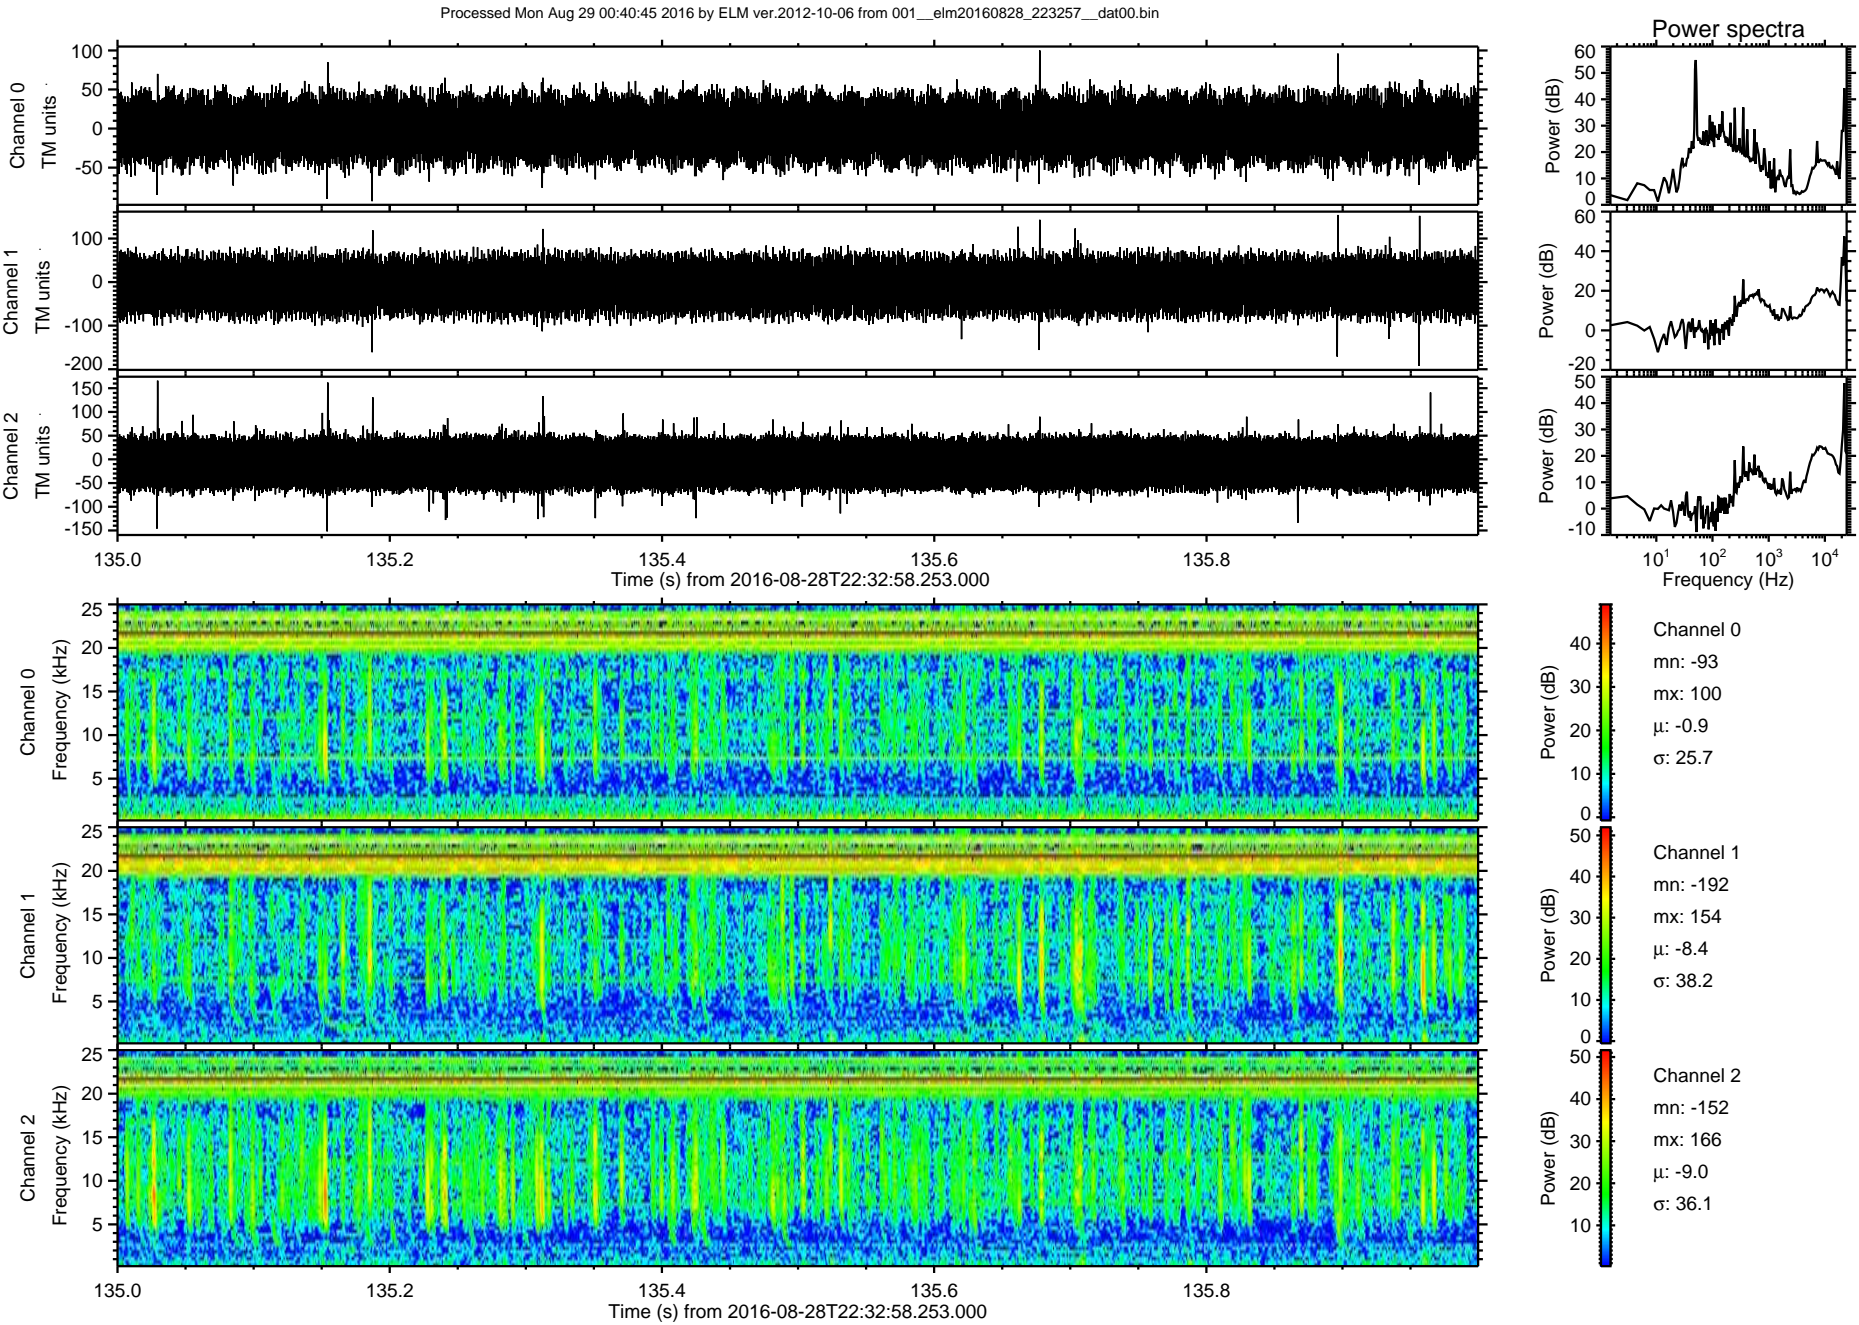 Processed Mon Aug 29 00:40:45 2016 by ELM ver.2012-10-06 from 001__elm20160828_223257__dat00.bin
Power spectra
Channel 0
TM units
100
50
0
-50
Power (dB)
60
50
40
30
20
10
0
Channel 1
TM units
100
0
-100
-200
Power (dB)
60
40
20
0
-20
Channel 2
TM units
150
100
50
0
-50
-100
-150
Power (dB)
50
40
30
20
10
0
-10
135.0 135.2 135.4 135.6 135.8
Time (s) from 2016-08-28T22:32:58.253.000
10^1 10^2 10^3 10^4
Frequency (Hz)
Channel 0
Frequency (kHz)
25
20
15
10
5
Power (dB)
40
30
20
10
0
Channel 0
mn: -93
mx: 100
µ: -0.9
σ: 25.7
Channel 1
Frequency (kHz)
25
20
15
10
5
Power (dB)
50
40
30
20
10
0
Channel 1
mn: -192
mx: 154
µ: -8.4
σ: 38.2
Channel 2
Frequency (kHz)
25
20
15
10
5
Power (dB)
50
40
30
20
10
Channel 2
mn: -152
mx: 166
µ: -9.0
σ: 36.1
135.0 135.2 135.4 135.6 135.8
Time (s) from 2016-08-28T22:32:58.253.000